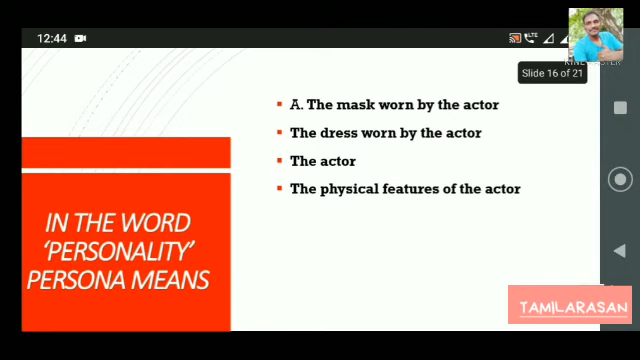 12:44
LTE
Slide 16 of 21
A. The mask worn by the actor
The dress worn by the actor
The actor
The physical features of the actor
IN THE WORD
‘PERSONALITY’
PERSONA MEANS
TAMILARASAN